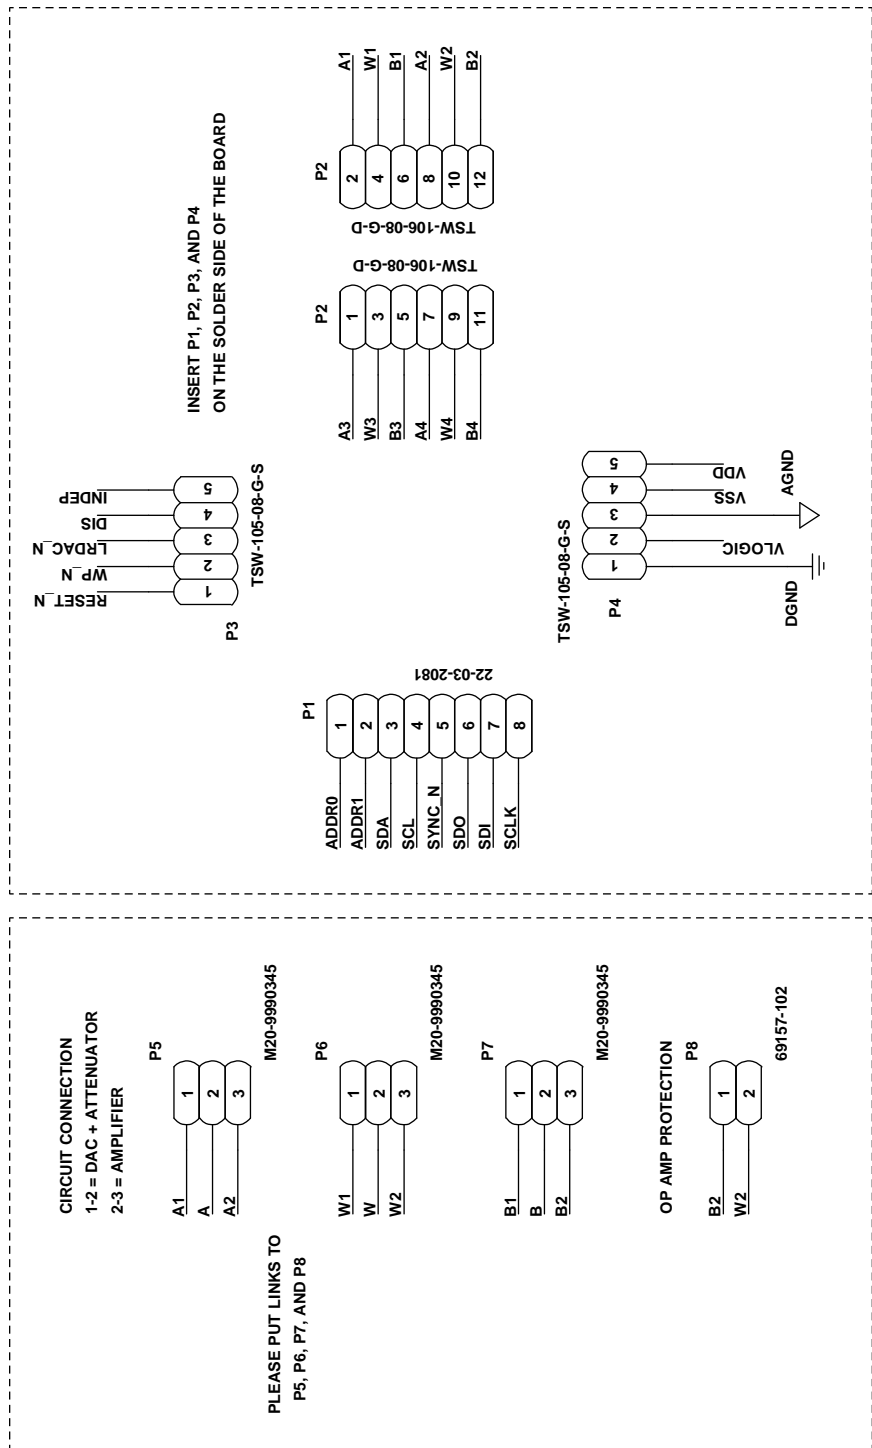 INSERT P1, P2, P3, AND P4
ON THE SOLDER SIDE OF THE BOARD
P2
A1
2
W1
4
B1
6
A2
8
W2
10
B2
12
TSW-106-08-G-D
P2
A3
1
W3
3
B3
5
A4
7
W4
9
B4
11
TSW-106-08-G-D
P3
RESET_N
1
WP_N
2
LRDAC_N
3
DIS
4
INDEP
5
TSW-105-08-G-S
TSW-105-08-G-S
P4
1
DGND
2
VLOGIC
3
AGND
4
VSS
5
VDD
P1
ADDR0
1
ADDR1
2
SDA
3
SCL
4
SYNC_N
5
SDO
6
SDI
7
SCLK
8
22-03-2081
CIRCUIT CONNECTION
1-2 = DAC + ATTENUATOR
2-3 = AMPLIFIER
P5
A1
1
A
2
A2
3
M20-9990345
PLEASE PUT LINKS TO
P5, P6, P7, AND P8
P6
W1
1
W
2
W2
3
M20-9990345
P7
B1
1
B
2
B2
3
M20-9990345
OP AMP PROTECTION
P8
B2
1
W2
2
69157-102